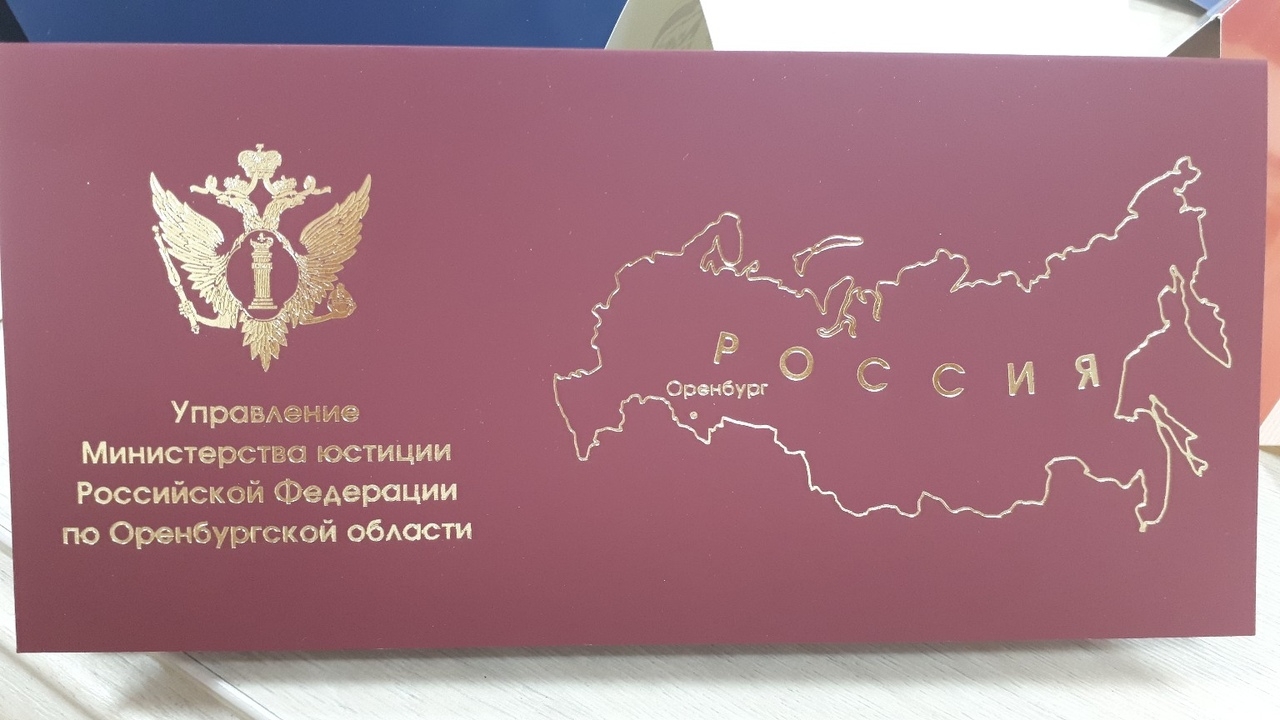 Управление
Министерства юстиции
Российской Федерации
по Оренбургской области
РОССИЯ
Оренбург